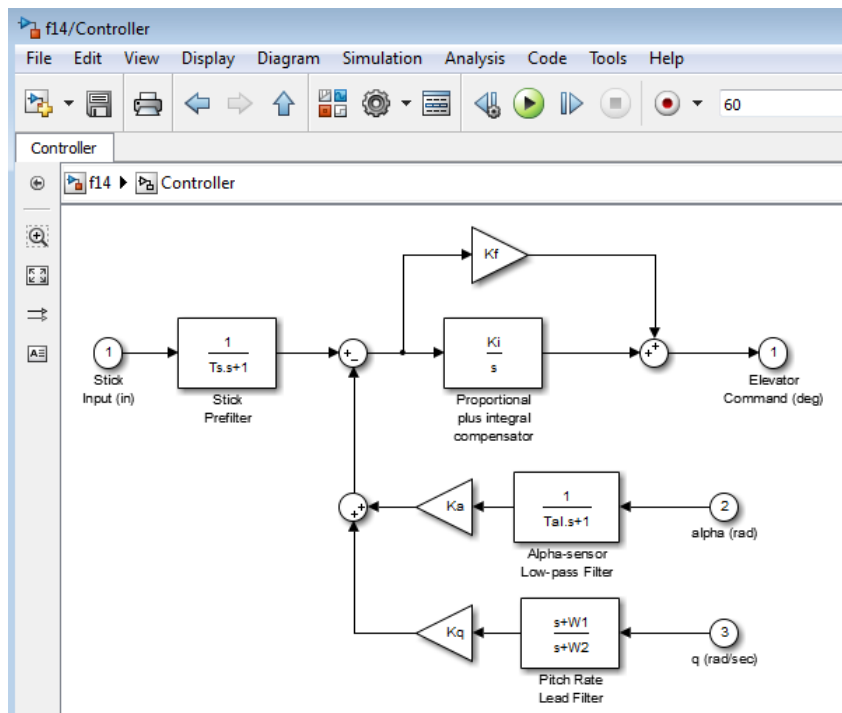 f14/Controller
File Edit View Display Diagram Simulation Analysis Code Tools Help
60
Controller
f14 Controller
Kf
1
Stick
Input (in)
1
Ts.s+1
Stick
Prefilter
Ki
s
Proportional
plus integral
compensator
1
Elevator
Command (deg)
Ka
1
Tal.s+1
Alpha-sensor
Low-pass Filter
2
alpha (rad)
Kq
s+W1
s+W2
Pitch Rate
Lead Filter
3
q (rad/sec)